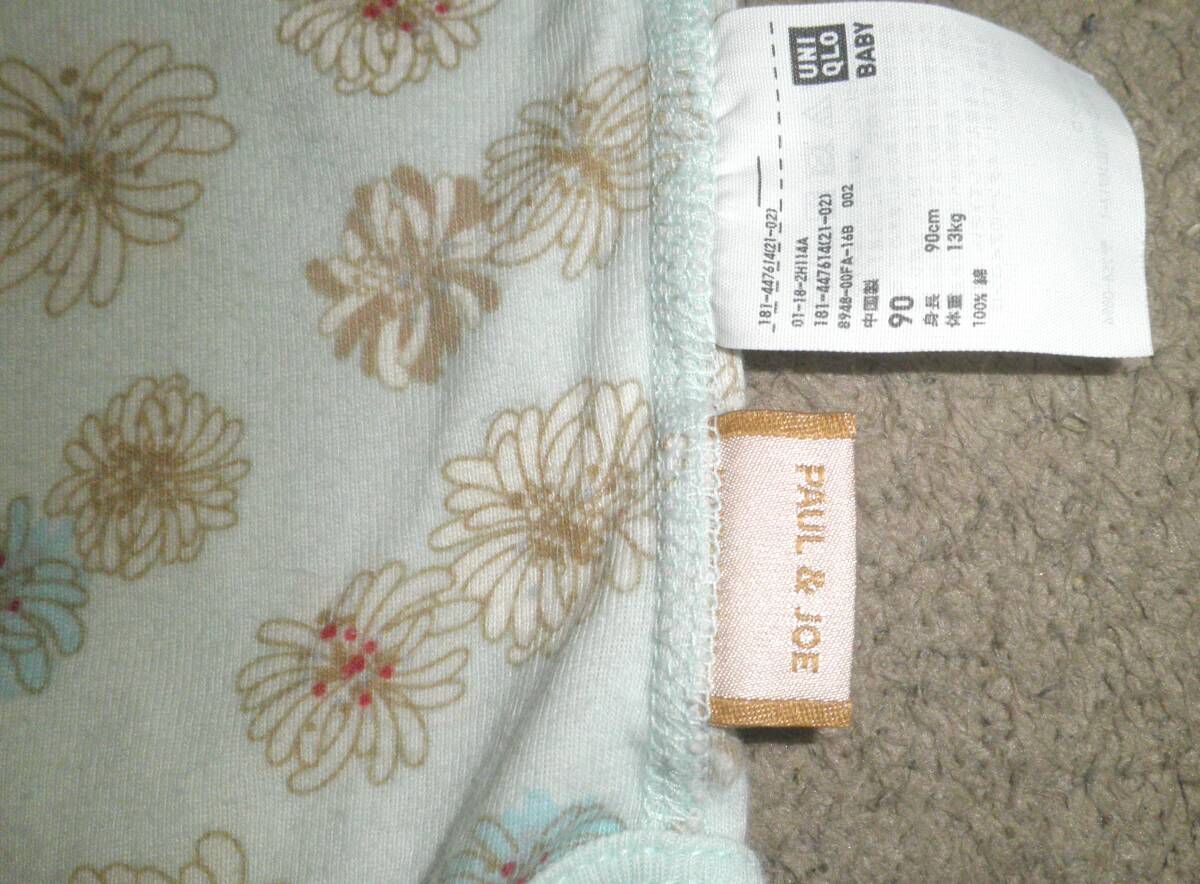 UNI
QLO
BABY
181-447614(21-02)
01-18-2H114A
181-447614(21-02)
8948-00FA-16B 002
中国製
90
身長 90cm
体重 13kg
100% 綿
PAUL & JOE